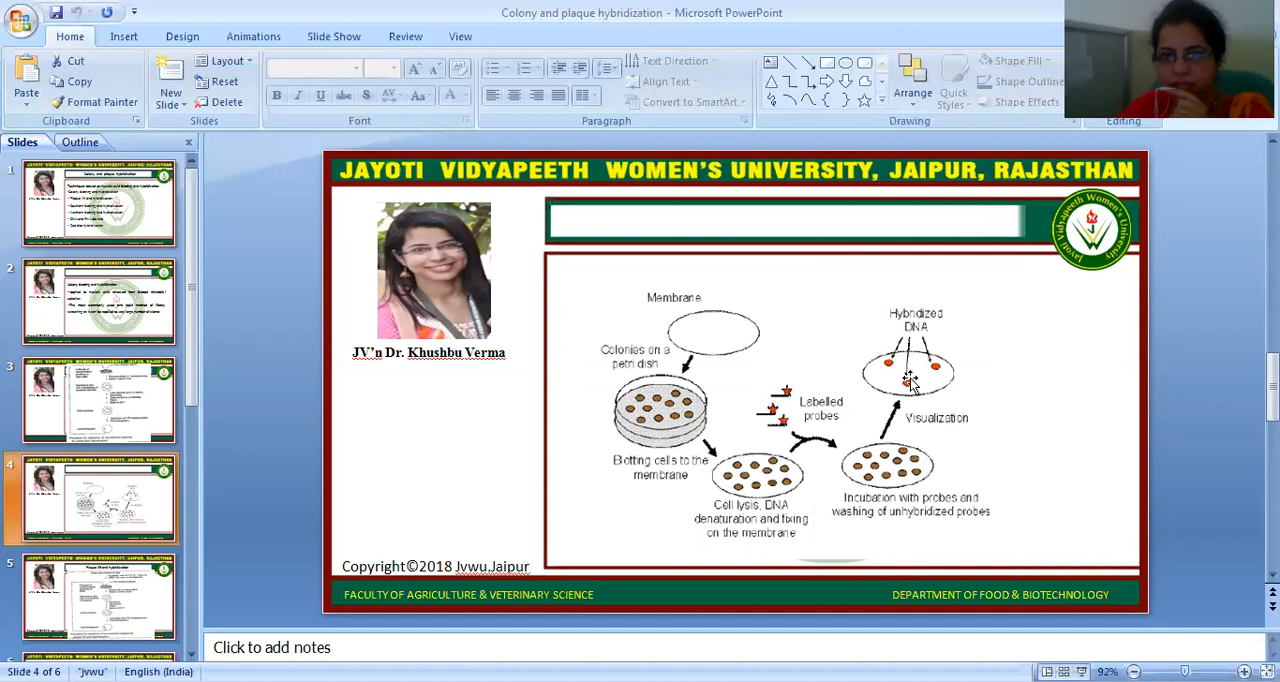 Colony and plaque hybridization - Microsoft PowerPoint
Home Insert Design Animations Slide Show Review View
Cut
Copy
Format Painter
Paste
Clipboard
New
Slide
Layout
Reset
Delete
Slides
Font
Paragraph
Text Direction
Align Text
Convert to SmartArt
Arrange
Quick
Styles
Shape Fill
Shape Outline
Shape Effects
Drawing
Editing
Slides Outline
1
2
3
4
5
JAYOTI VIDYAPEETH WOMEN'S UNIVERSITY, JAIPUR, RAJASTHAN
JV'n Dr. Khushbu Verma
Membrane
Colonies on a
petri dish
Blotting cells to the
membrane
Cell lysis, DNA
denaturation and fixing
on the membrane
Labelled
probes
Incubation with probes and
washing of unhybridized probes
Visualization
Hybridized
DNA
Copyright©2018 jvwu.Jaipur.
FACULTY OF AGRICULTURE & VETERINARY SCIENCE
DEPARTMENT OF FOOD & BIOTECHNOLOGY
Click to add notes
Slide 4 of 6 "jvwu" English (India) 92%